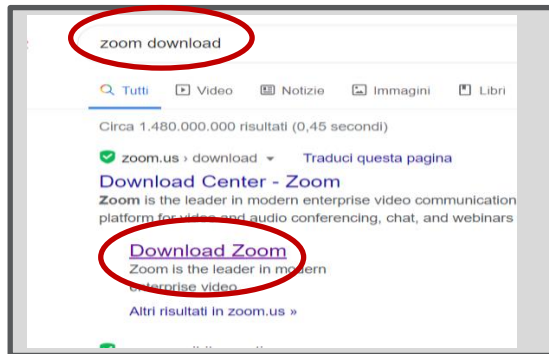 zoom download
Tutti Video Notizie Immagini Libri
Circa 1.480.000.000 risultati (0,45 secondi)
zoom.us › download Traduci questa pagina
Download Center - Zoom
Zoom is the leader in modern enterprise video communication
platform for video and audio conferencing, chat, and webinars
Download Zoom
Zoom is the leader in modern
enterprise video
Altri risultati in zoom.us »